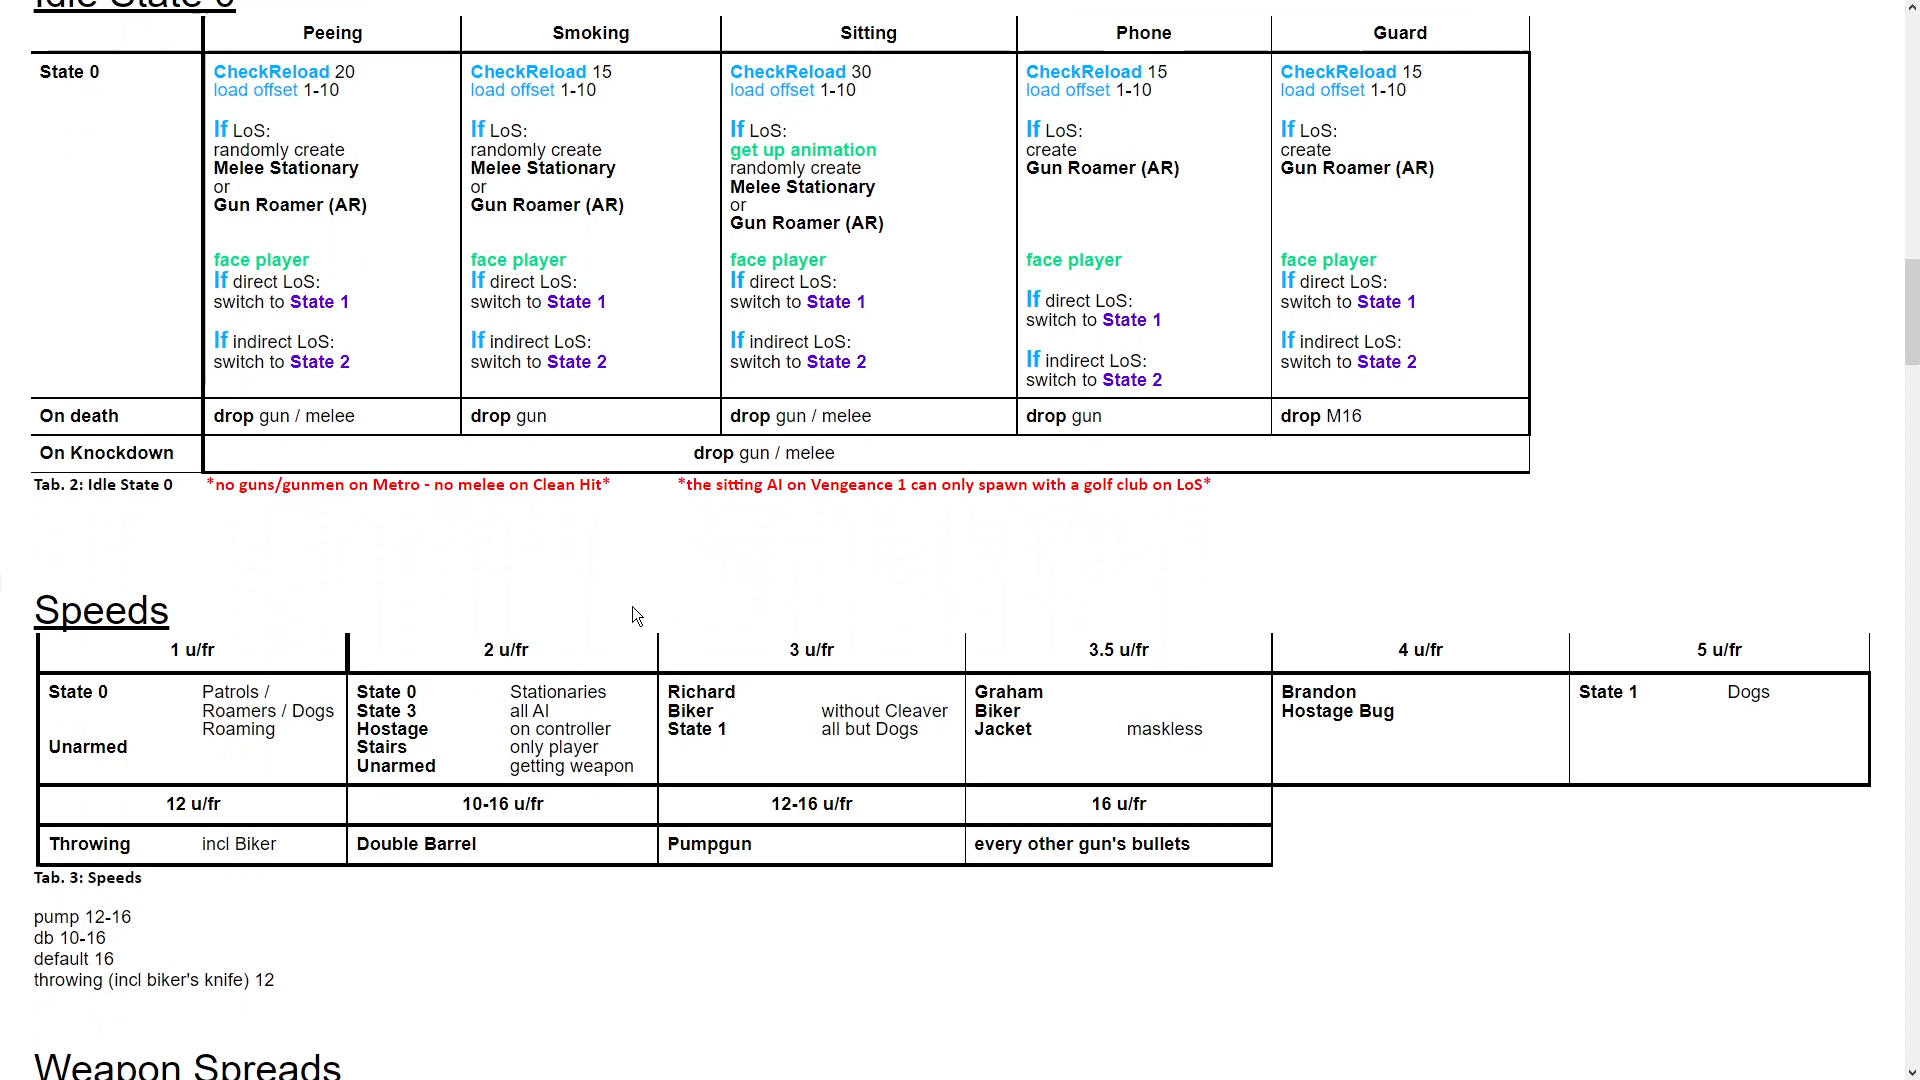 Idle State 0
Peeing Smoking Sitting Phone Guard
State 0
CheckReload 20
load offset 1-10
If LoS:
randomly create
Melee Stationary
or
Gun Roamer (AR)
face player
If direct LoS:
switch to State 1
If indirect LoS:
switch to State 2
CheckReload 15
load offset 1-10
If LoS:
randomly create
Melee Stationary
or
Gun Roamer (AR)
face player
If direct LoS:
switch to State 1
If indirect LoS:
switch to State 2
CheckReload 30
load offset 1-10
If LoS:
get up animation
randomly create
Melee Stationary
or
Gun Roamer (AR)
face player
If direct LoS:
switch to State 1
If indirect LoS:
switch to State 2
CheckReload 15
load offset 1-10
If LoS:
create
Gun Roamer (AR)
face player
If direct LoS:
switch to State 1
If indirect LoS:
switch to State 2
CheckReload 15
load offset 1-10
If LoS:
create
Gun Roamer (AR)
face player
If direct LoS:
switch to State 1
If indirect LoS:
switch to State 2
On death drop gun / melee drop gun drop gun / melee drop gun drop M16
On Knockdown drop gun / melee
Tab. 2: Idle State 0 *no guns/gunmen on Metro - no melee on Clean Hit* *the sitting AI on Vengeance 1 can only spawn with a golf club on LoS*
Speeds
1 u/fr 2 u/fr 3 u/fr 3.5 u/fr 4 u/fr 5 u/fr
State 0 Patrols /
Roamers / Dogs
Roaming
Unarmed
State 0 Stationaries
State 3 all AI
Hostage on controller
Stairs only player
Unarmed getting weapon
Richard
Biker without Cleaver
State 1 all but Dogs
Graham
Biker
Jacket maskless
Brandon
Hostage Bug
State 1 Dogs
12 u/fr 10-16 u/fr 12-16 u/fr 16 u/fr
Throwing incl Biker Double Barrel Pumpgun every other gun's bullets
Tab. 3: Speeds
pump 12-16
db 10-16
default 16
throwing (incl biker's knife) 12
Weapon Spreads